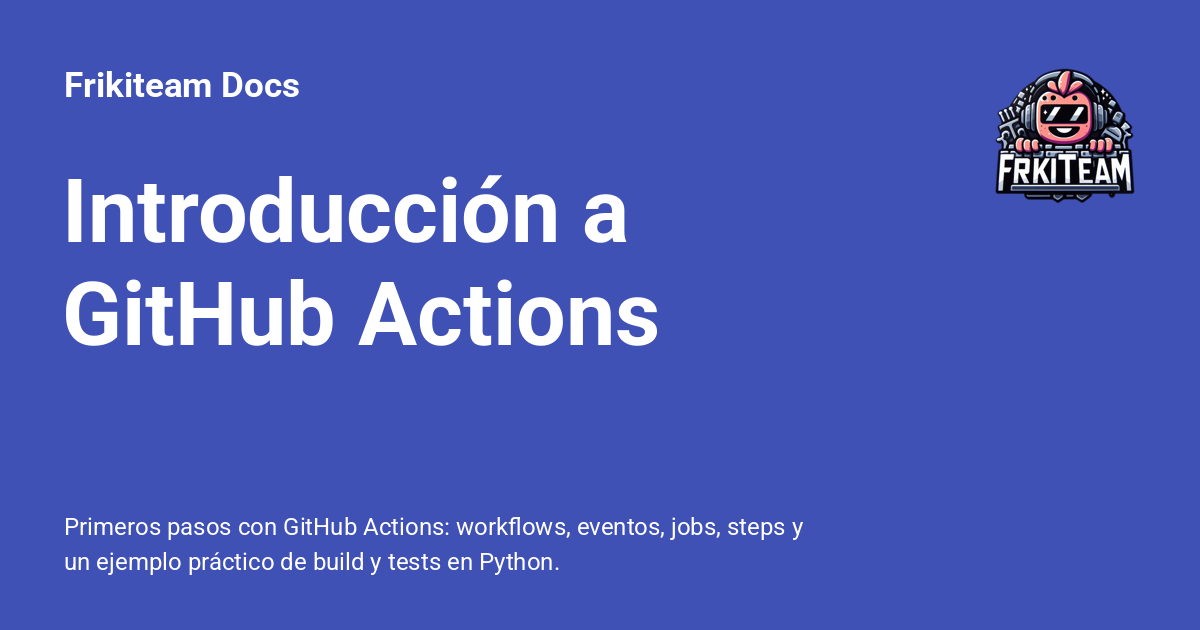 Frikiteam Docs
FRKITEAM
Introducción a
GitHub Actions
Primeros pasos con GitHub Actions: workflows, eventos, jobs, steps y
un ejemplo práctico de build y tests en Python.